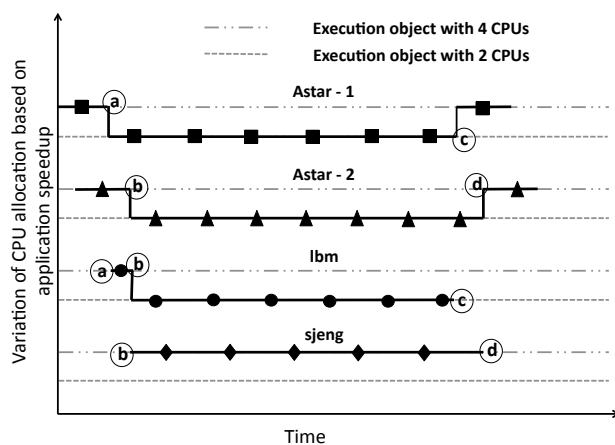 Execution object with 4 CPUs
Execution object with 2 CPUs
Variation of CPU allocation based on
application speedup
Astar - 1
a
c
Astar - 2
b
d
lbm
a
b
c
sjeng
b
d
Time